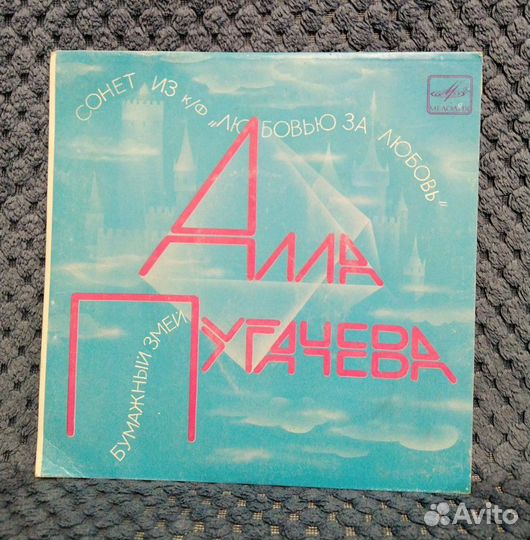 СОНЕТ ИЗ К/Ф „ЛЮБОВЬЮ ЗА ЛЮБОВЬ"
МЕЛОДИЯ
АЛЛА
ПУГАЧЕВА
БУМАЖНЫЙ ЗМЕЙ
Avito